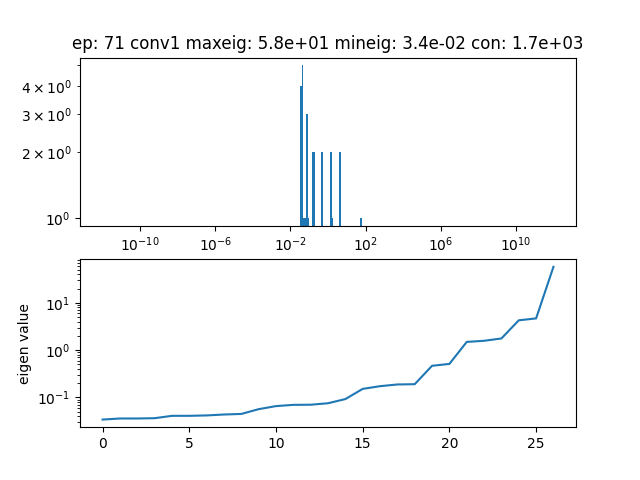 ep: 71 conv1 maxeig: 5.8e+01 mineig: 3.4e-02 con: 1.7e+03
4 × 10⁰
3 × 10⁰
2 × 10⁰
10⁰
10⁻¹⁰ 10⁻⁶ 10⁻² 10² 10⁶ 10¹⁰
eigen value
10¹
10⁰
10⁻¹
0 5 10 15 20 25